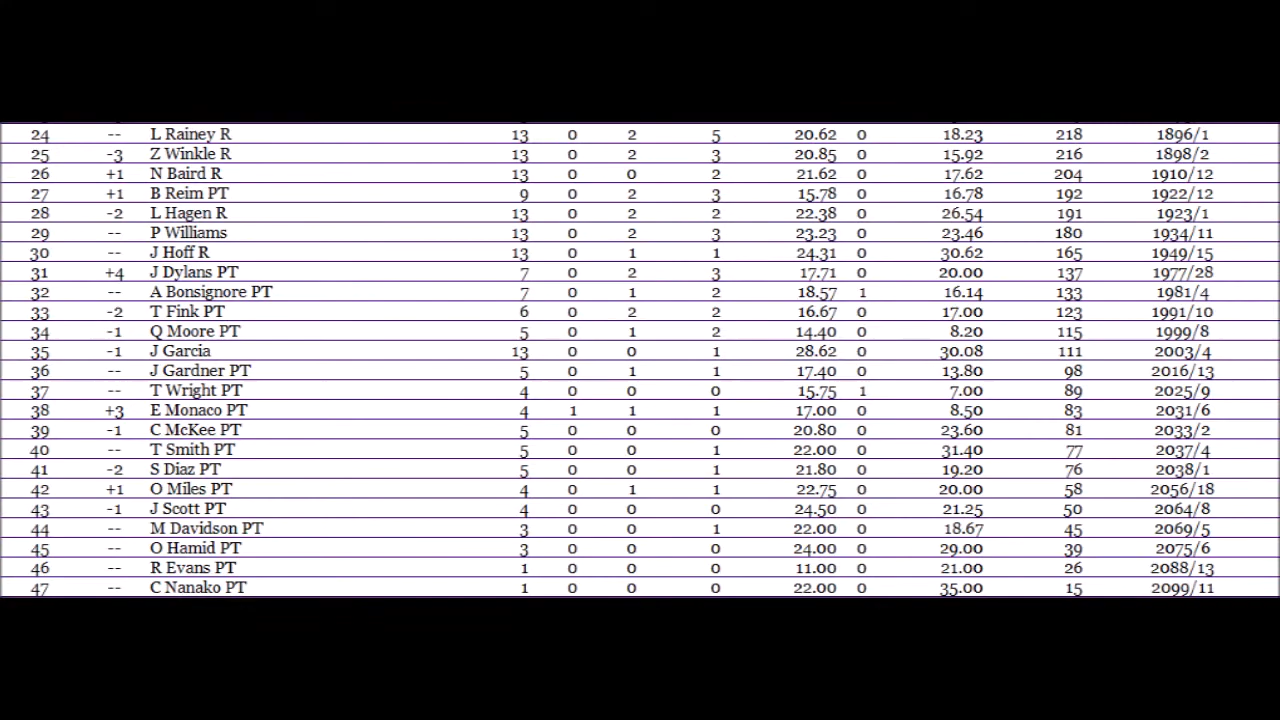 24 -- L Rainey R 13 0 2 5 20.62 0 18.23 218 1896/1
25 -3 Z Winkle R 13 0 2 3 20.85 0 15.92 216 1898/2
26 +1 N Baird R 13 0 0 2 21.62 0 17.62 204 1910/12
27 +1 B Reim PT 9 0 2 3 15.78 0 16.78 192 1922/12
28 -2 L Hagen R 13 0 2 2 22.38 0 26.54 191 1923/1
29 -- P Williams 13 0 2 3 23.23 0 23.46 180 1934/11
30 -- J Hoff R 13 0 1 1 24.31 0 30.62 165 1949/15
31 +4 J Dylans PT 7 0 2 3 17.71 0 20.00 137 1977/28
32 -- A Bonsignore PT 7 0 1 2 18.57 1 16.14 133 1981/4
33 -2 T Fink PT 6 0 2 2 16.67 0 17.00 123 1991/10
34 -1 Q Moore PT 5 0 1 2 14.40 0 8.20 115 1999/8
35 -1 J Garcia 13 0 0 1 28.62 0 30.08 111 2003/4
36 -- J Gardner PT 5 0 1 1 17.40 0 13.80 98 2016/13
37 -- T Wright PT 4 0 0 0 15.75 1 7.00 89 2025/9
38 +3 E Monaco PT 4 1 1 1 17.00 0 8.50 83 2031/6
39 -1 C McKee PT 5 0 0 0 20.80 0 23.60 81 2033/2
40 -- T Smith PT 5 0 0 1 22.00 0 31.40 77 2037/4
41 -2 S Diaz PT 5 0 0 1 21.80 0 19.20 76 2038/1
42 +1 O Miles PT 4 0 1 1 22.75 0 20.00 58 2056/18
43 -1 J Scott PT 4 0 0 0 24.50 0 21.25 50 2064/8
44 -- M Davidson PT 3 0 0 1 22.00 0 18.67 45 2069/5
45 -- O Hamid PT 3 0 0 0 24.00 0 29.00 39 2075/6
46 -- R Evans PT 1 0 0 0 11.00 0 21.00 26 2088/13
47 -- C Nanako PT 1 0 0 0 22.00 0 35.00 15 2099/11